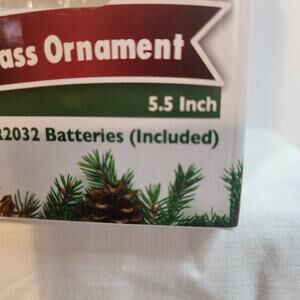 ass Ornament
5.5 Inch
2032 Batteries (Included)